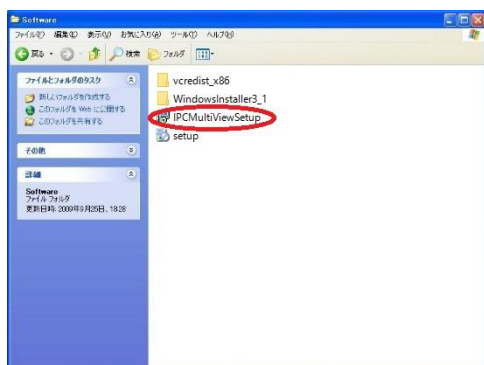 Software
ファイル(F) 編集(E) 表示(V) お気に入り(A) ツール(T) ヘルプ(H)
戻る 検索 フォルダ
ファイルとフォルダのタスク
新しいフォルダを作成する
このフォルダを Web に公開する
このフォルダを共有する
その他
詳細
Software
ファイル フォルダ
更新日時: 2009年9月25日、18:28
vcredist_x86
WindowsInstaller3_1
IPCMultiViewSetup
setup